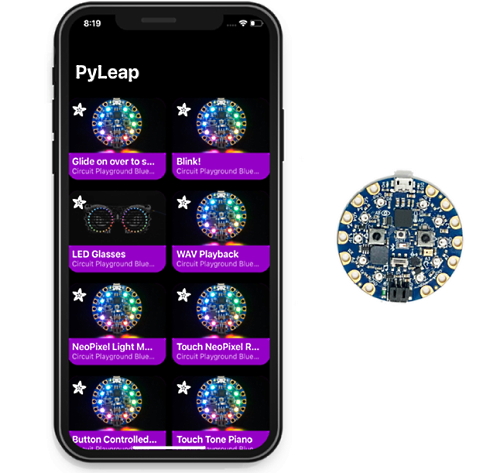 8:19
PyLeap
Glide on over to s...
Circuit Playground Blue...
Blink!
Circuit Playground Blue...
LED Glasses
Circuit Playground Blue...
WAV Playback
Circuit Playground Blue...
NeoPixel Light M...
Circuit Playground Blue...
Touch NeoPixel R...
Circuit Playground Blue...
Button Controlled...
Touch Tone Piano